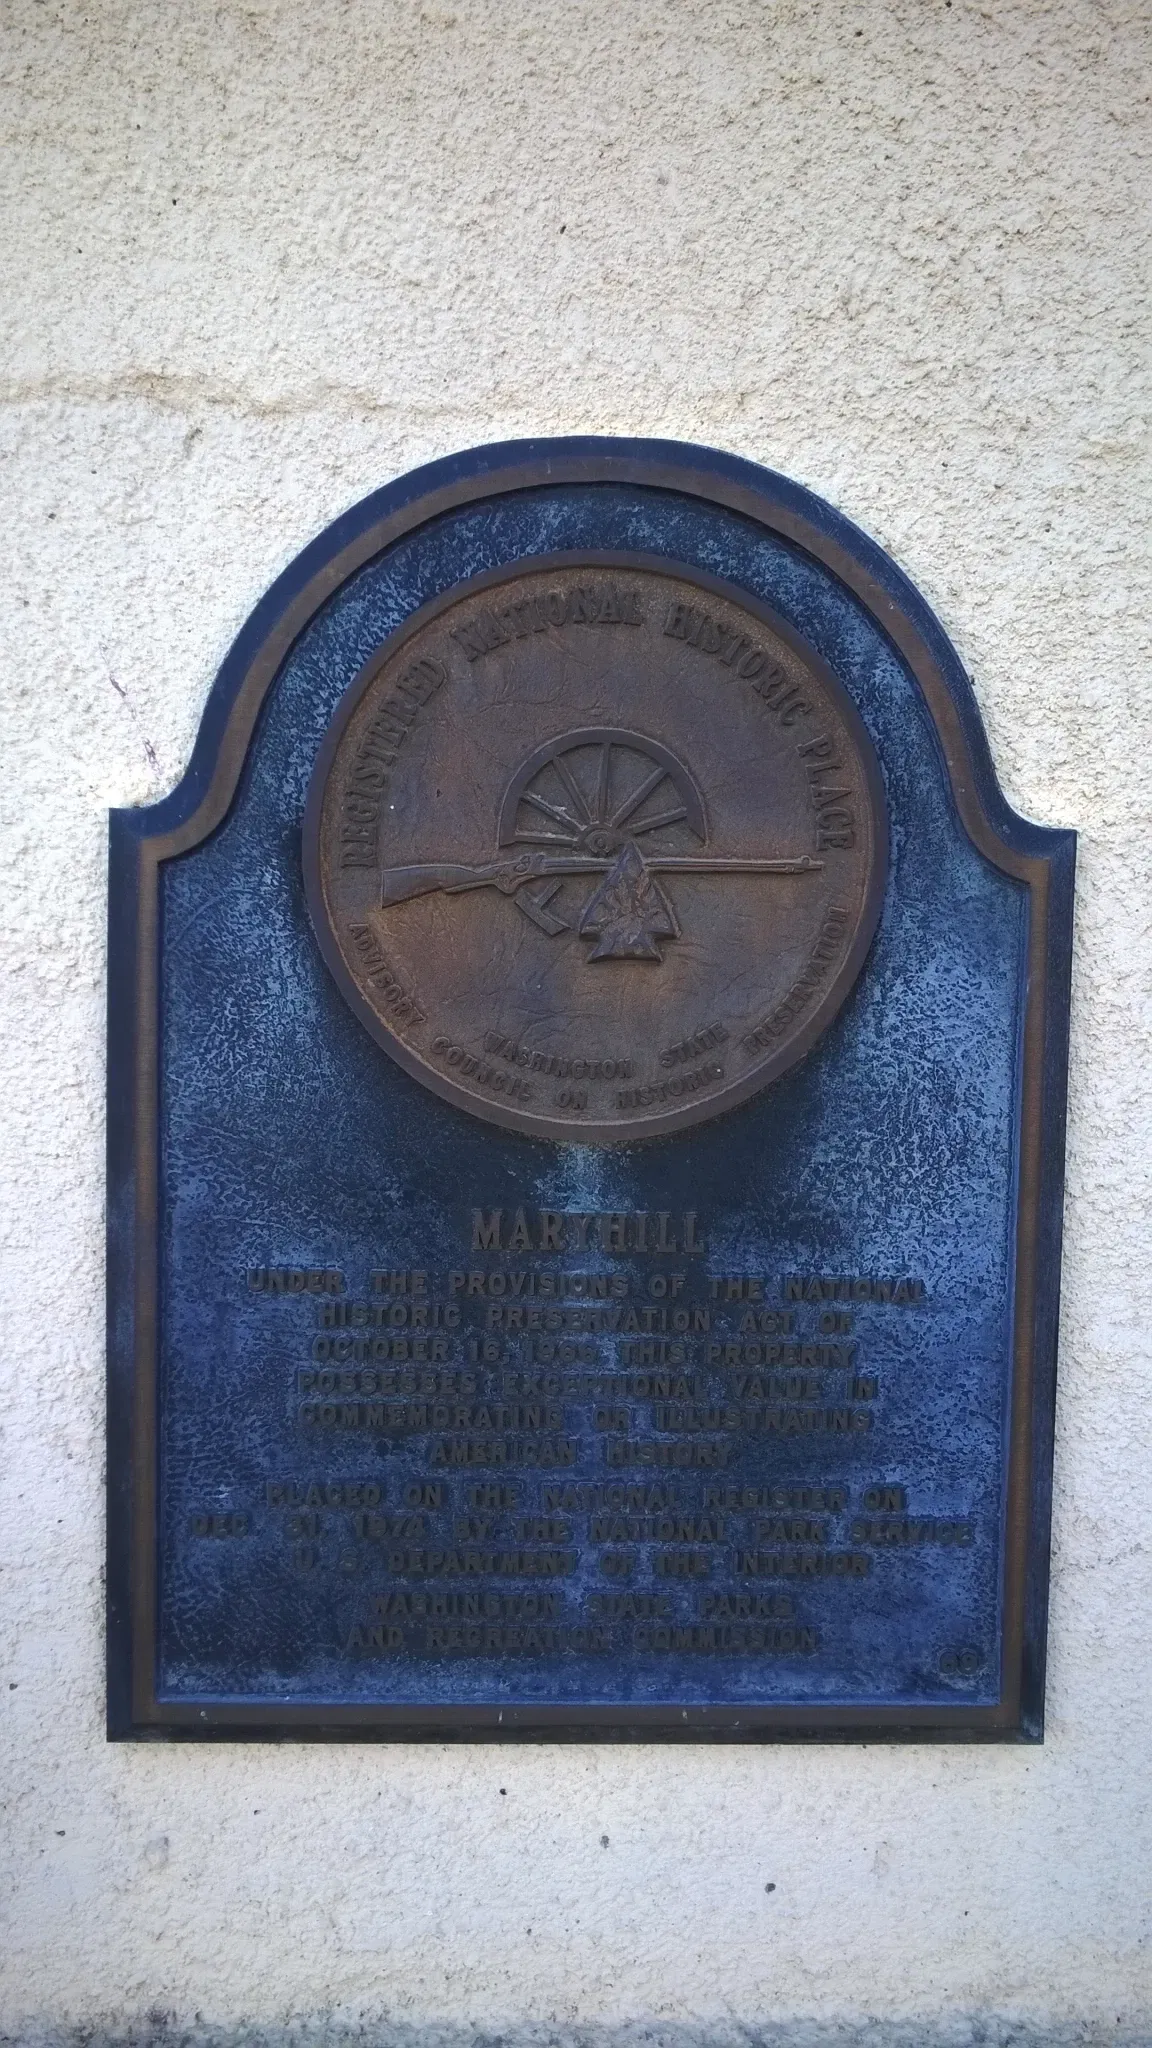 REGISTERED NATIONAL HISTORIC PLACE
WASHINGTON STATE
ADVISORY COUNCIL ON HISTORIC PRESERVATION
MARYHILL
UNDER THE PROVISIONS OF THE NATIONAL
HISTORIC PRESERVATION ACT OF
OCTOBER 16, 1966 THIS PROPERTY
POSSESSES EXCEPTIONAL VALUE IN
COMMEMORATING OR ILLUSTRATING
AMERICAN HISTORY
PLACED ON THE NATIONAL REGISTER ON
DEC. 31, 1974 BY THE NATIONAL PARK SERVICE
U. S. DEPARTMENT OF THE INTERIOR
WASHINGTON STATE PARKS
AND RECREATION COMMISSION